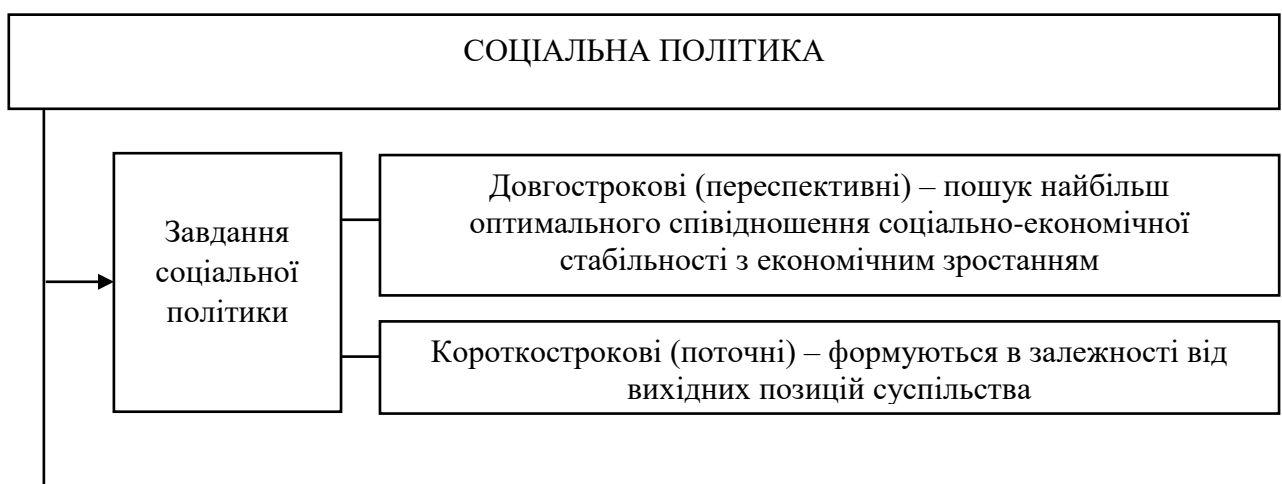 СОЦІАЛЬНА ПОЛІТИКА
Завдання
соціальної
політики
Довгострокові (переспективні) – пошук найбільш
оптимального співідношення соціально-економічної
стабільності з економічним зростанням
Короткострокові (поточні) – формуються в залежності від
вихідних позицій суспільства